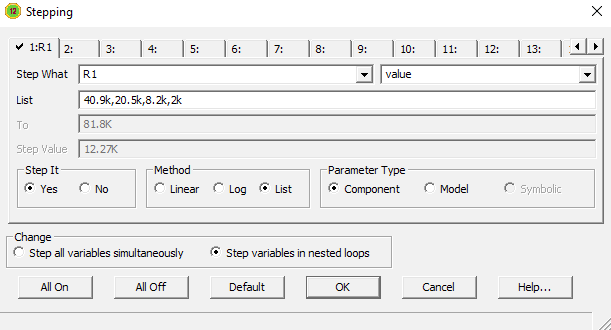 12 Stepping
1:R1 2: 3: 4: 5: 6: 7: 8: 9: 10: 11: 12: 13:
Step What R1 value
List 40.9k,20.5k,8.2k,2k
To 81.8K
Step Value 12.27K
Step It Method Parameter Type
Yes No Linear Log List Component Model Symbolic
Change
Step all variables simultaneously Step variables in nested loops
All On All Off Default OK Cancel Help...